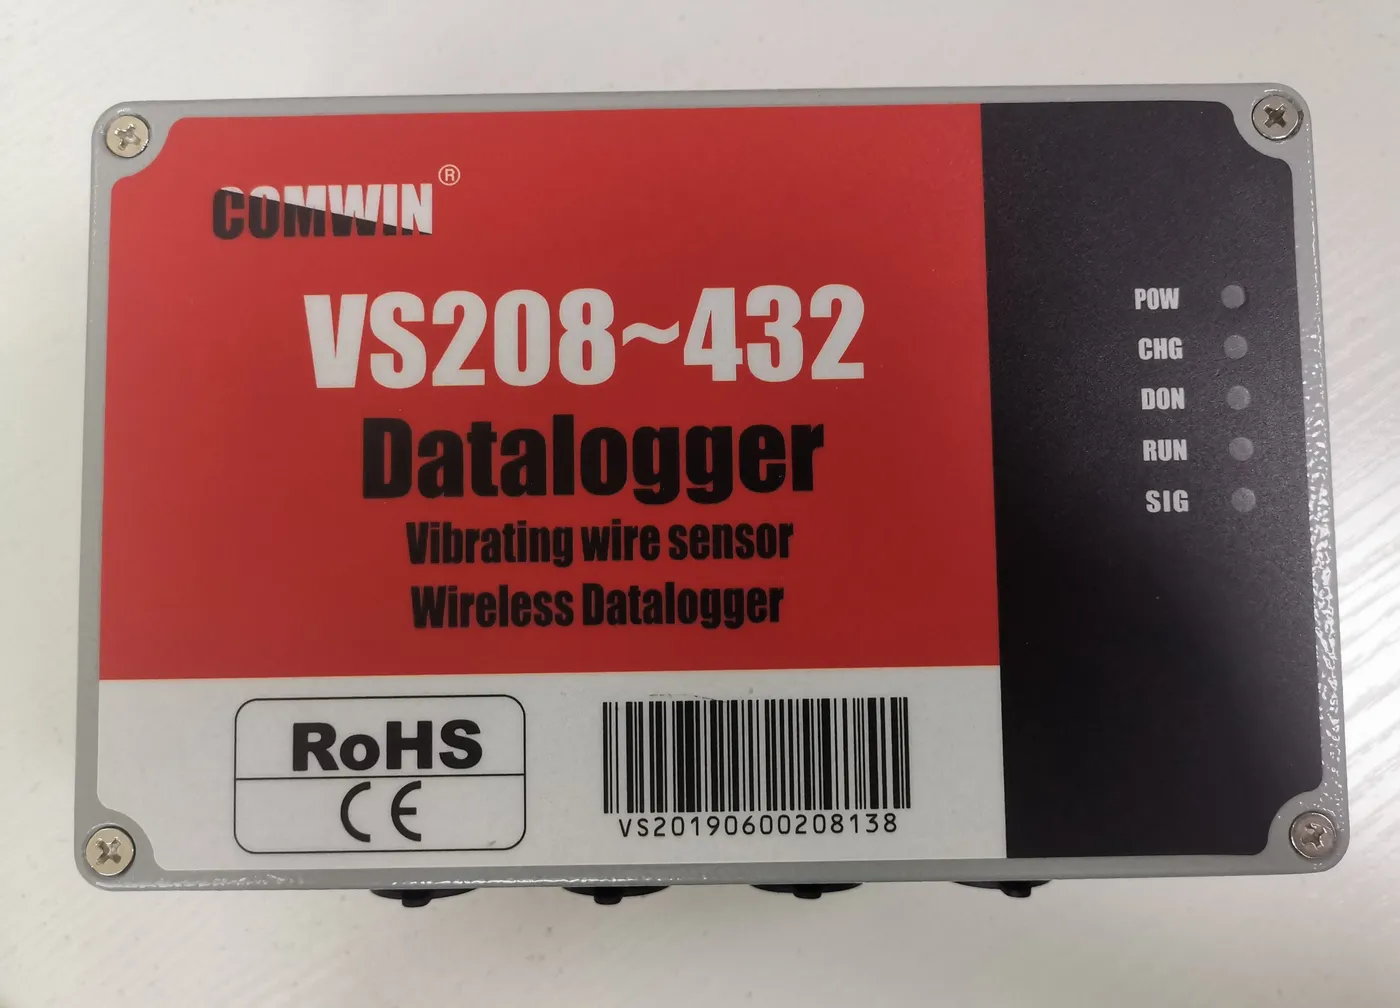 COMWIN®
VS208~432
Datalogger
Vibrating wire sensor
Wireless Datalogger
POW
CHG
DON
RUN
SIG
RoHS
CE
VS20190600208138